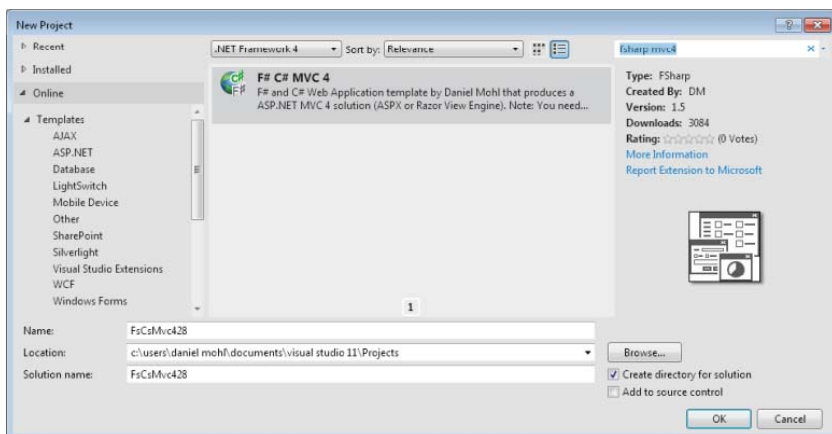 New Project
Recent
Installed
Online
Templates
AJAX
ASP.NET
Database
LightSwitch
Mobile Device
Other
SharePoint
Silverlight
Visual Studio Extensions
WCF
Windows Forms
.NET Framework 4
Sort by: Relevance
F# C# MVC 4
F# and C# Web Application template by Daniel Mohl that produces a
ASP.NET MVC 4 solution (ASPX or Razor View Engine). Note: You need...
1
fsharp mvc4
Type: FSharp
Created By: DM
Version: 1.5
Downloads: 3084
Rating: (0 Votes)
More Information
Report Extension to Microsoft
Name: FsCsMvc428
Location: c:\users\daniel mohl\documents\visual studio 11\Projects
Browse...
Solution name: FsCsMvc428
Create directory for solution
Add to source control
OK Cancel